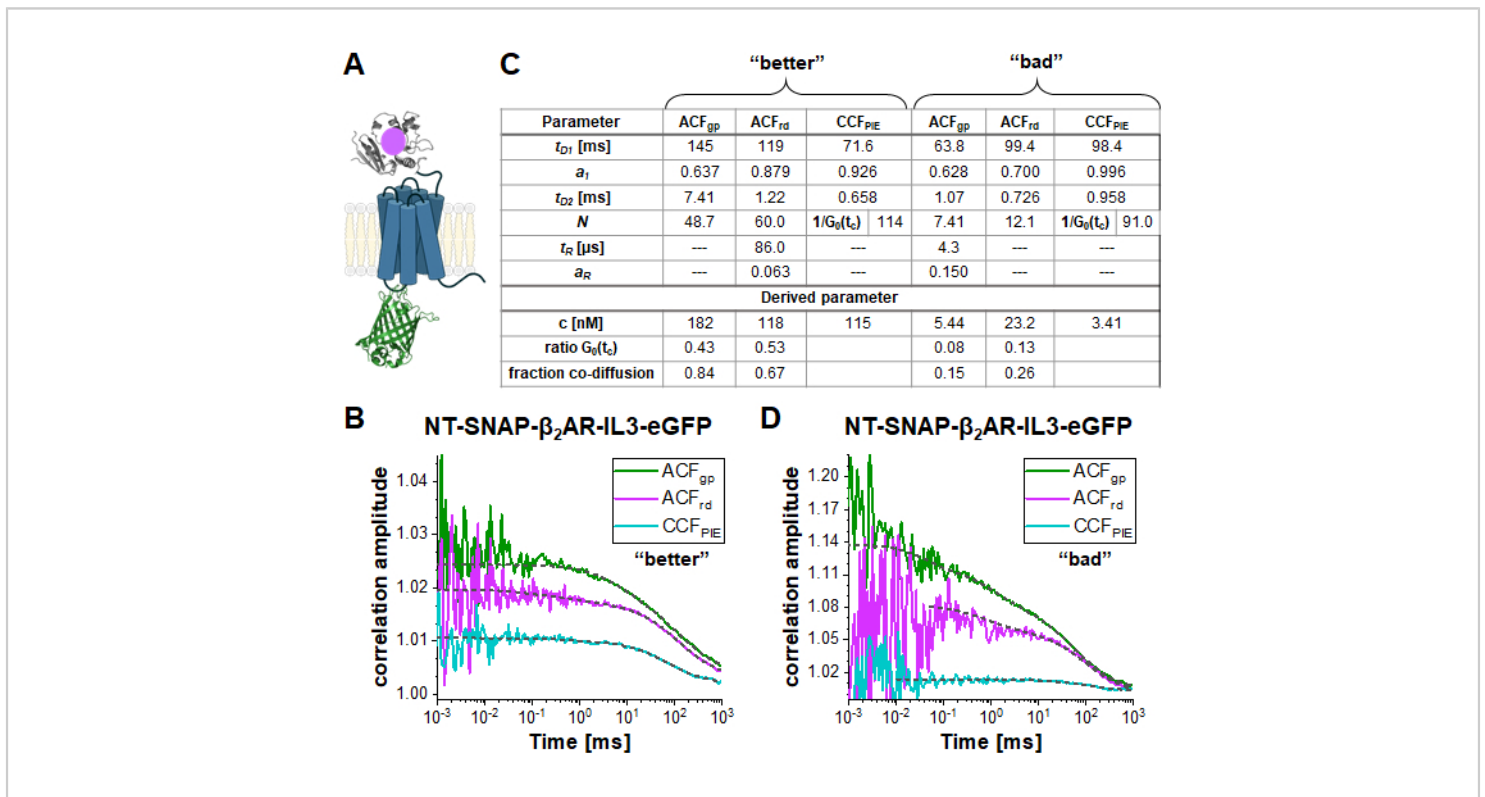 A
C
“better”
“bad”
Parameter ACFgp ACFrd CCFPIE ACFgp ACFrd CCFPIE
tD1 [ms] 145 119 71.6 63.8 99.4 98.4
a1 0.637 0.879 0.926 0.628 0.700 0.996
tD2 [ms] 7.41 1.22 0.658 1.07 0.726 0.958
N 48.7 60.0 1/G0(tc) 114 7.41 12.1 1/G0(tc) 91.0
tR [µs] --- 86.0 --- 4.3 --- ---
aR --- 0.063 --- 0.150 --- ---
Derived parameter
c [nM] 182 118 115 5.44 23.2 3.41
ratio G0(tc) 0.43 0.53 0.08 0.13
fraction co-diffusion 0.84 0.67 0.15 0.26
B
NT-SNAP-β2AR-IL3-eGFP
correlation amplitude
1.04
1.03
1.02
1.01
1.00
ACFgp
ACFrd
CCFPIE
“better”
10-3 10-2 10-1 100 101 102 103
Time [ms]
D
NT-SNAP-β2AR-IL3-eGFP
correlation amplitude
1.20
1.17
1.14
1.11
1.08
1.05
1.02
ACFgp
ACFrd
CCFPIE
“bad”
10-3 10-2 10-1 100 101 102 103
Time [ms]